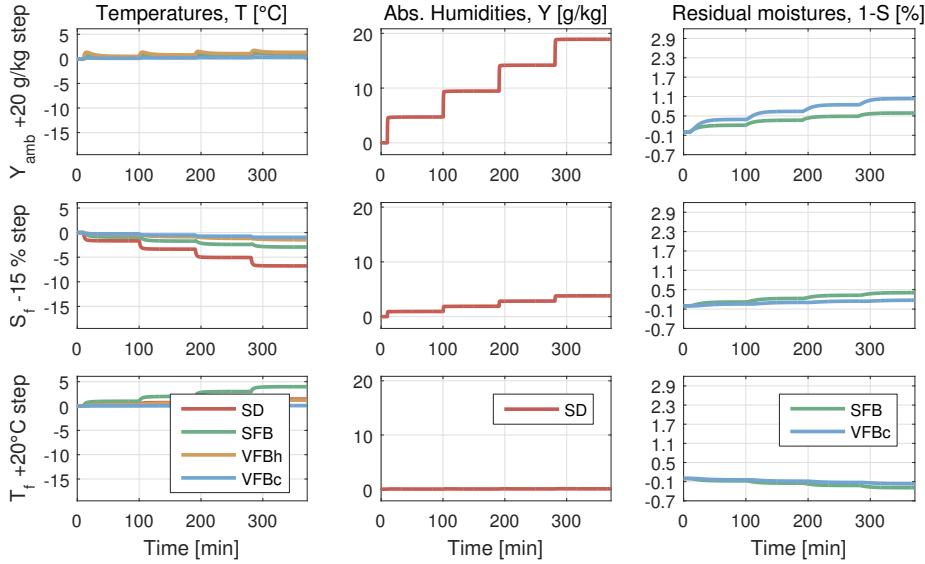 Temperatures, T [°C]
Abs. Humidities, Y [g/kg]
Residual moistures, 1-S [%]
Y_amb +20 g/kg step
5
0
-5
-10
-15
0 100 200 300
20
10
0
0 100 200 300
2.9
2.3
1.7
1.1
0.5
-0.1
-0.7
0 100 200 300
S_f -15 % step
5
0
-5
-10
-15
0 100 200 300
20
10
0
0 100 200 300
2.9
2.3
1.7
1.1
0.5
-0.1
-0.7
0 100 200 300
T_f +20°C step
5
0
-5
-10
-15
SD
SFB
VFBh
VFBc
0 100 200 300
Time [min]
20
10
0
SD
0 100 200 300
Time [min]
2.9
2.3
1.7
1.1
0.5
-0.1
-0.7
SFB
VFBc
0 100 200 300
Time [min]